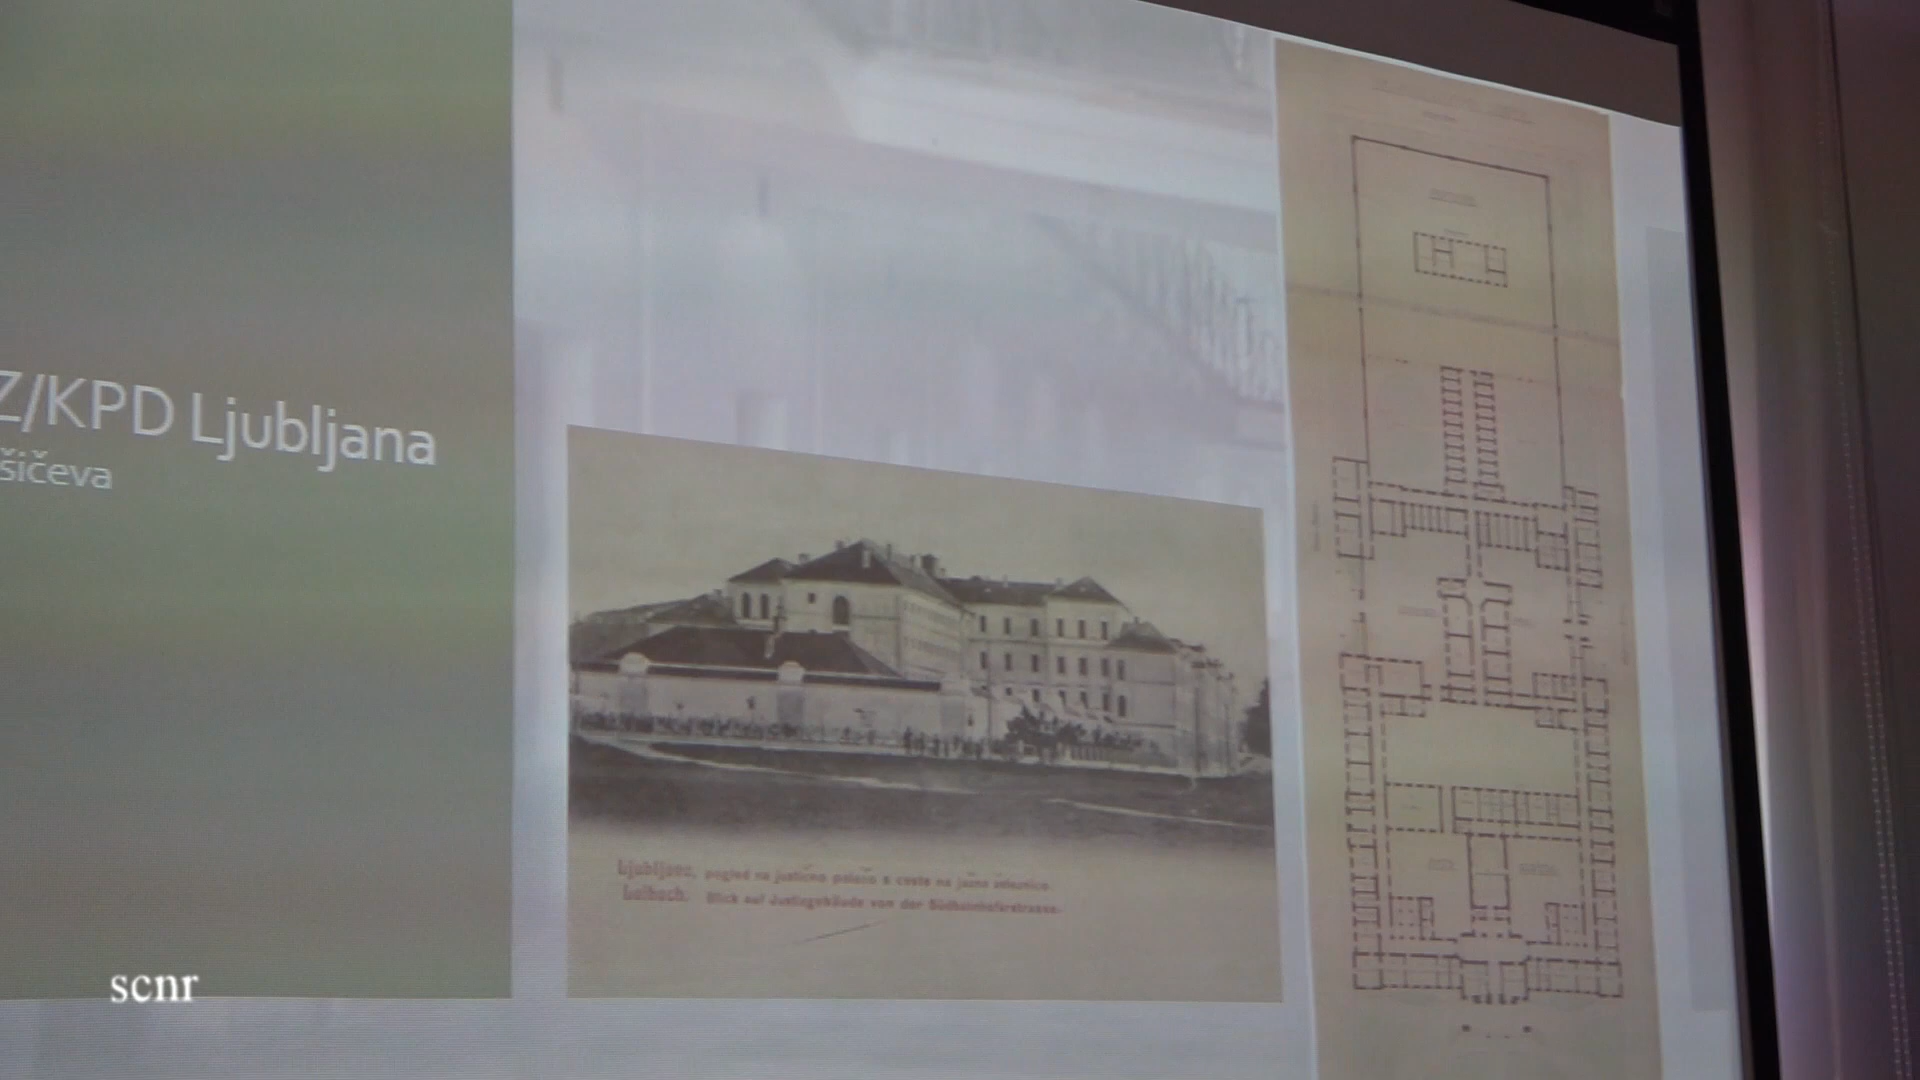 Z/KPD Ljubljana
šičeva
Ljubljana, pogled na justično palačo s ceste na južno železnico.
Laibach. Blick auf Justizgebäude von der Südbahnhofstrasse.
scnr